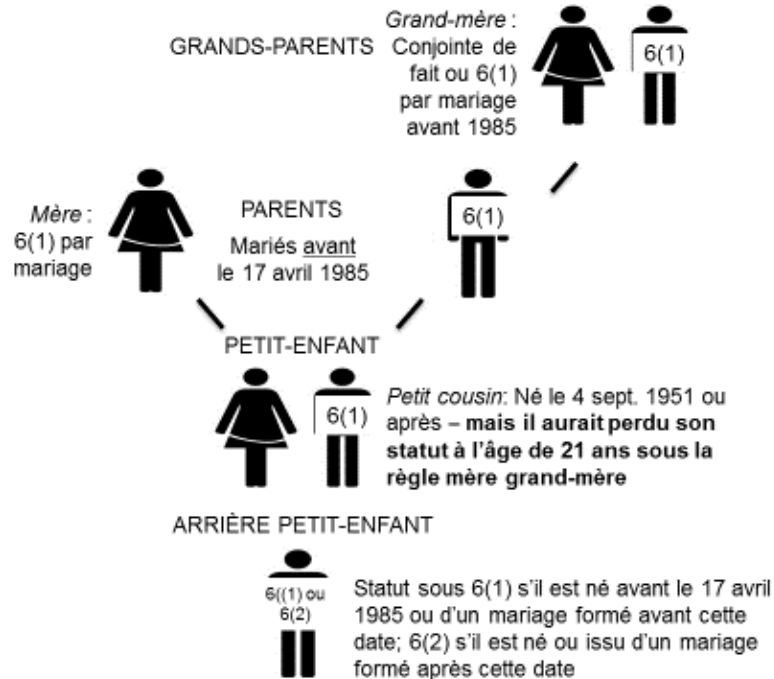 Grand-mère :
GRANDS-PARENTS
Conjointe de
fait ou 6(1)
par mariage
avant 1985
6(1)
Mère :
6(1) par
mariage
PARENTS
Mariés avant
le 17 avril 1985
6(1)
PETIT-ENFANT
6(1)
Petit cousin: Né le 4 sept. 1951 ou
après – mais il aurait perdu son
statut à l’âge de 21 ans sous la
règle mère grand-mère
ARRIÈRE PETIT-ENFANT
6((1) ou
6(2)
Statut sous 6(1) s’il est né avant le 17 avril
1985 ou d’un mariage formé avant cette
date; 6(2) s’il est né ou issu d’un mariage
formé après cette date